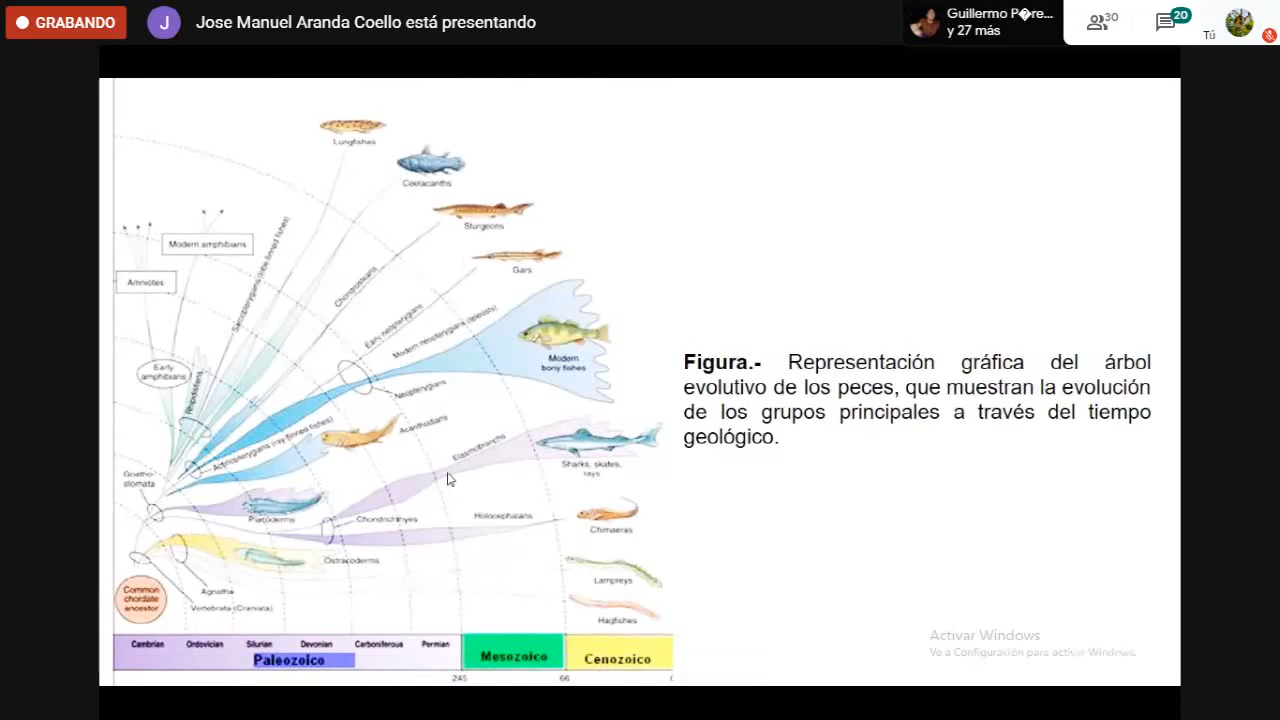 GRABANDO
J
Jose Manuel Aranda Coello está presentando
Guillermo P�re...
y 27 más
30
20
Tú
Lungfishes
Coelacanths
Sturgeons
Modern amphibians
Gars
Amniotes
Sarcopterygians (lobe-finned fishes)
Chondrosteans
Early neopterygians
Modern neopterygians (teleosts)
Modern
bony fishes
Early
amphibians
Rhipidistians
Neopterygians
Acanthodians
Actinopterygians (ray-finned fishes)
Elasmobranchs
Sharks, skates,
rays
Gnatho-
stomata
Placoderms
Chondrichthyes
Holocephalans
Chimaeras
Ostracoderms
Lampreys
Common
chordate
ancestor
Agnatha
Vertebrata (Craniata)
Hagfishes
Cambrian Ordovician Silurian Devonian Carboniferous Permian
Paleozoico
Mesozoico
Cenozoico
245 66
Figura.- Representación gráfica del árbol
evolutivo de los peces, que muestran la evolución
de los grupos principales a través del tiempo
geológico.
Activar Windows
Ve a Configuración para activar Windows.